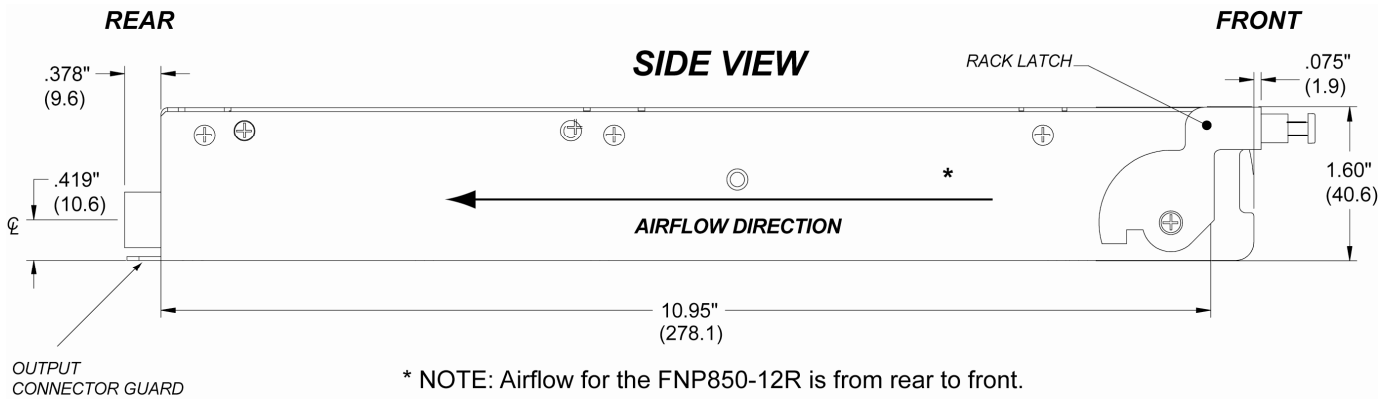 REAR
FRONT
SIDE VIEW
RACK LATCH
.378"
(9.6)
.075"
(1.9)
.419"
(10.6)
℄
*
1.60"
(40.6)
AIRFLOW DIRECTION
10.95"
(278.1)
OUTPUT
CONNECTOR GUARD
* NOTE: Airflow for the FNP850-12R is from rear to front.